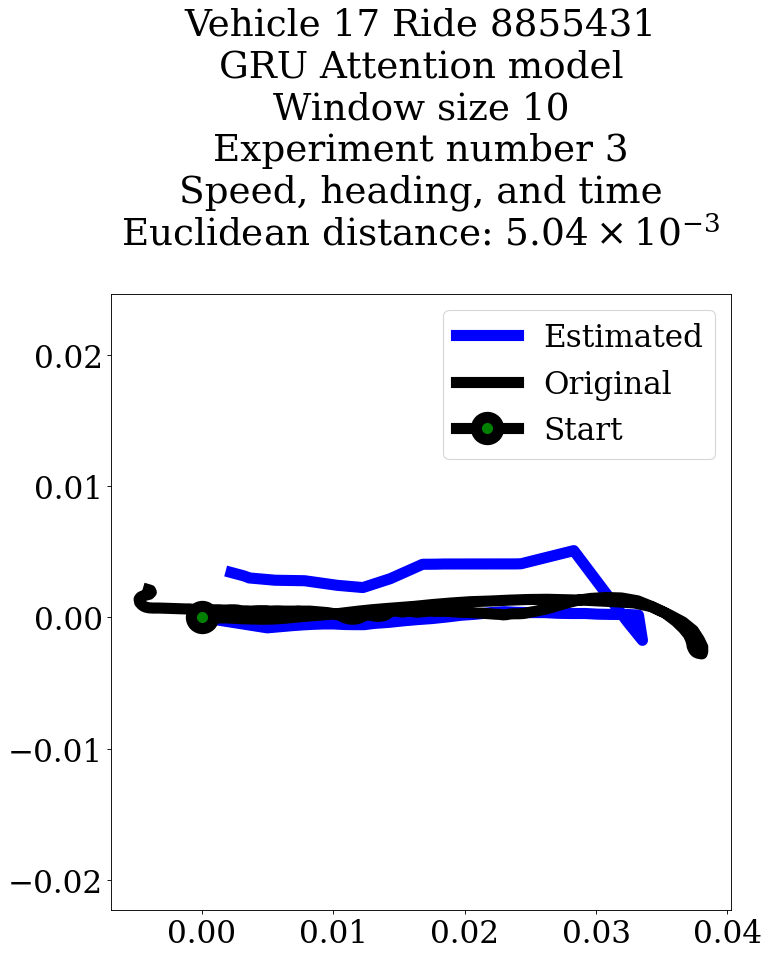 Vehicle 17 Ride 8855431
GRU Attention model
Window size 10
Experiment number 3
Speed, heading, and time
Euclidean distance: 5.04 × 10⁻³
Estimated
Original
Start
0.02
0.01
0.00
−0.01
−0.02
0.00 0.01 0.02 0.03 0.04